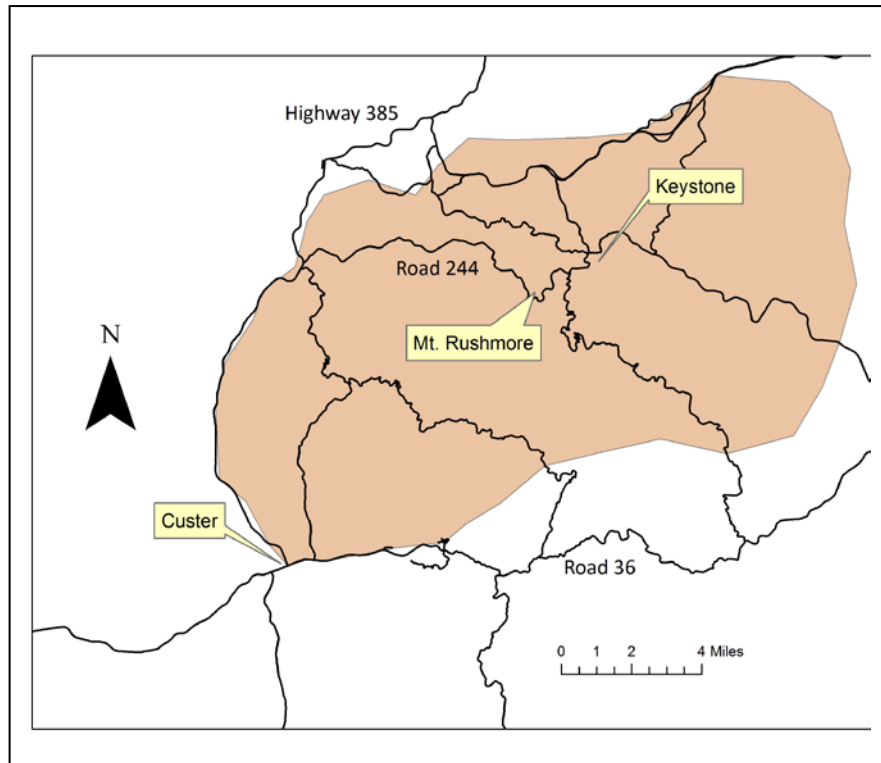 Highway 385
Keystone
Road 244
N
Mt. Rushmore
Custer
Road 36
0 1 2 4 Miles